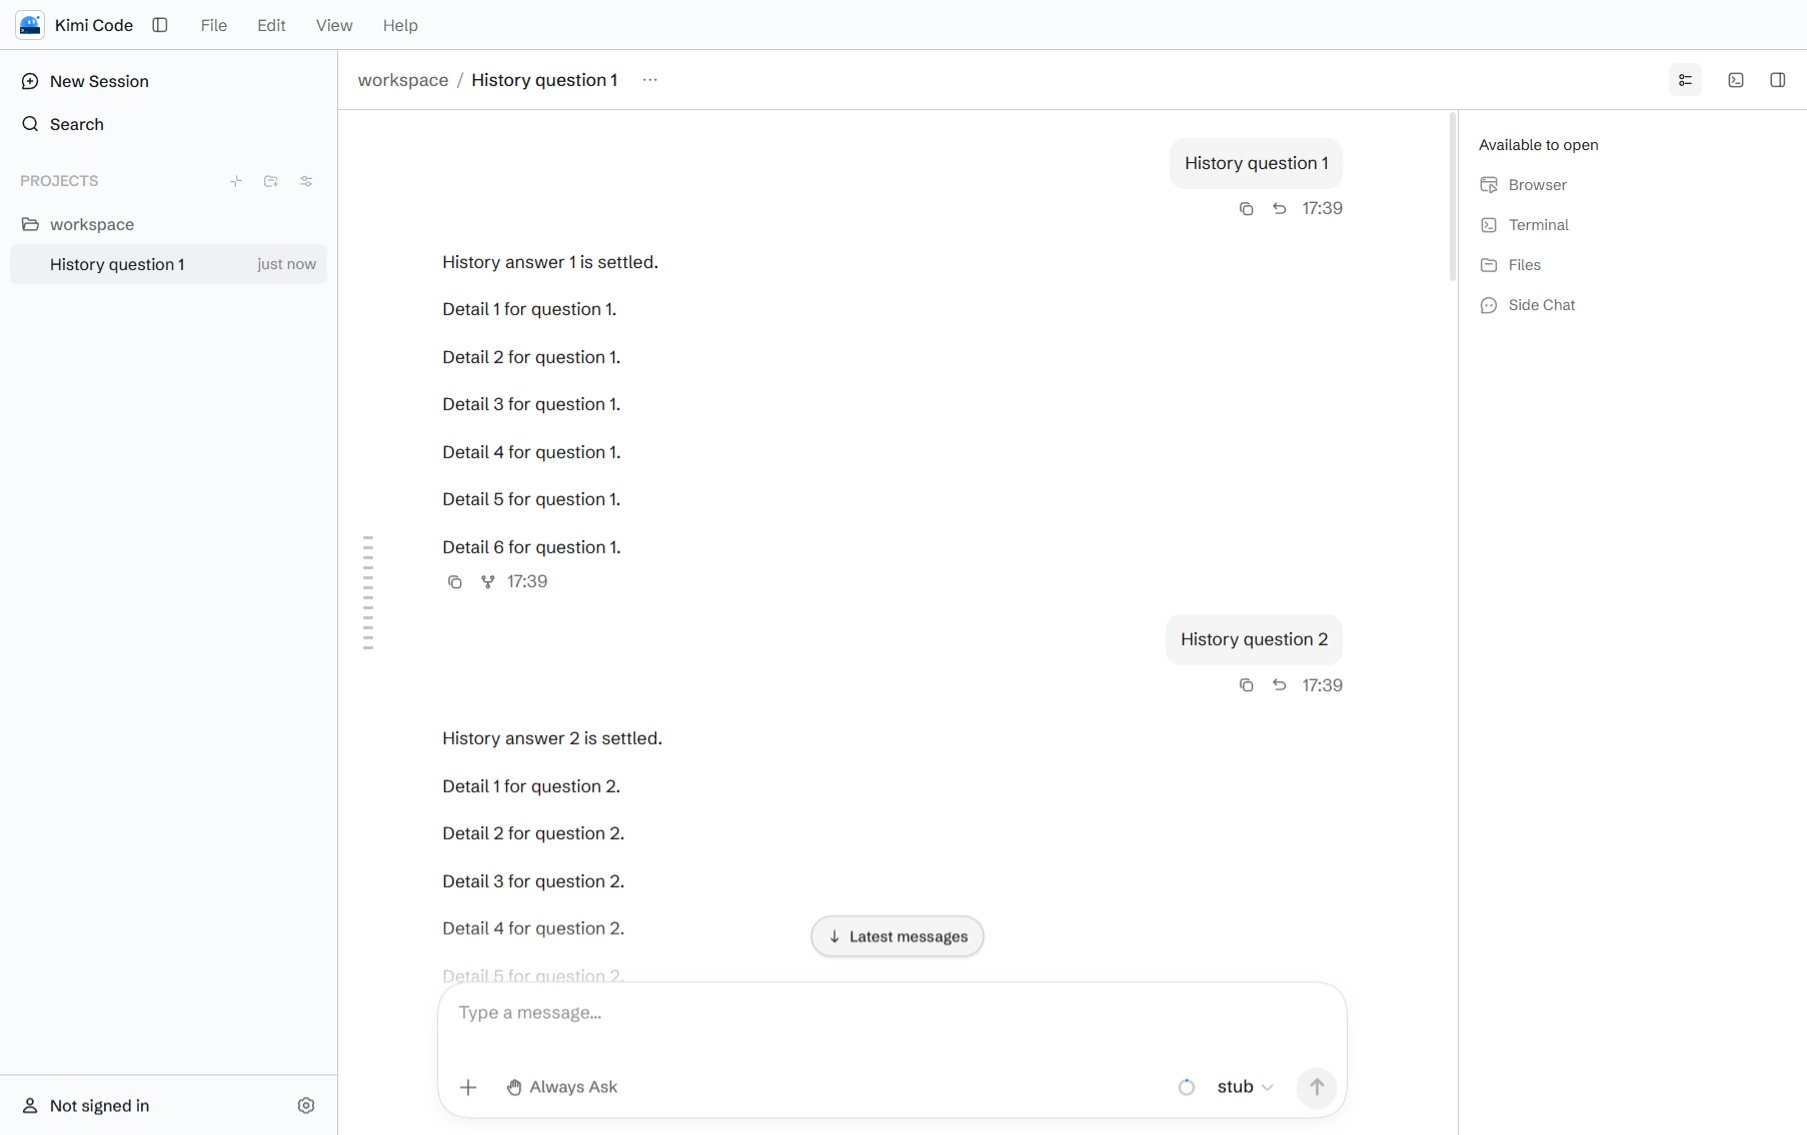 Kimi Code File Edit View Help
New Session
Search
PROJECTS
workspace
History question 1 just now
Not signed in
workspace / History question 1 ...
History question 1
17:39
History answer 1 is settled.
Detail 1 for question 1.
Detail 2 for question 1.
Detail 3 for question 1.
Detail 4 for question 1.
Detail 5 for question 1.
Detail 6 for question 1.
17:39
History question 2
17:39
History answer 2 is settled.
Detail 1 for question 2.
Detail 2 for question 2.
Detail 3 for question 2.
Detail 4 for question 2.
Detail 5 for question 2.
Latest messages
Type a message...
Always Ask stub
Available to open
Browser
Terminal
Files
Side Chat